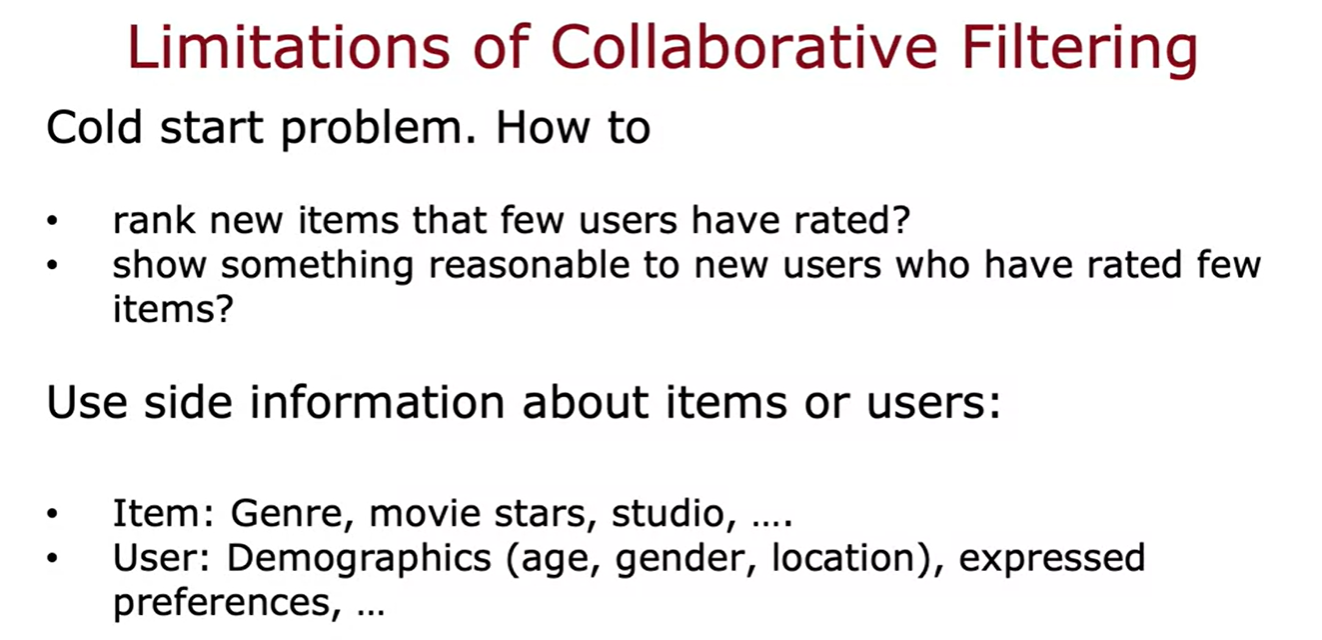 Limitations of Collaborative Filtering
Cold start problem. How to
• rank new items that few users have rated?
• show something reasonable to new users who have rated few
items?
Use side information about items or users:
• Item: Genre, movie stars, studio, ....
• User: Demographics (age, gender, location), expressed
preferences, ...